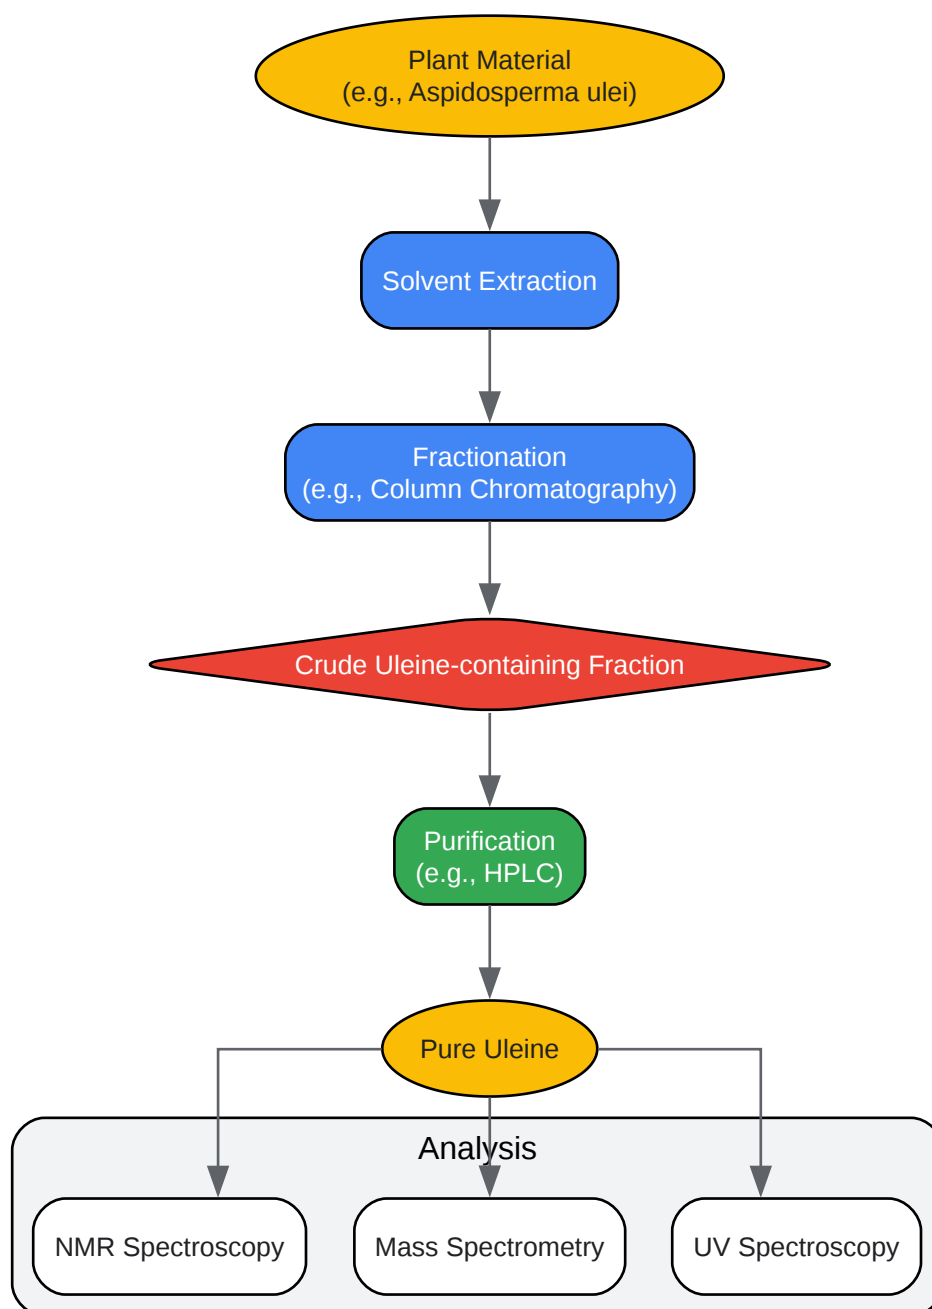 Plant Material
(e.g., Aspidosperma ulei)
Solvent Extraction
Fractionation
(e.g., Column Chromatography)
Crude Uleine-containing Fraction
Purification
(e.g., HPLC)
Pure Uleine
Analysis
NMR Spectroscopy
Mass Spectrometry
UV Spectroscopy